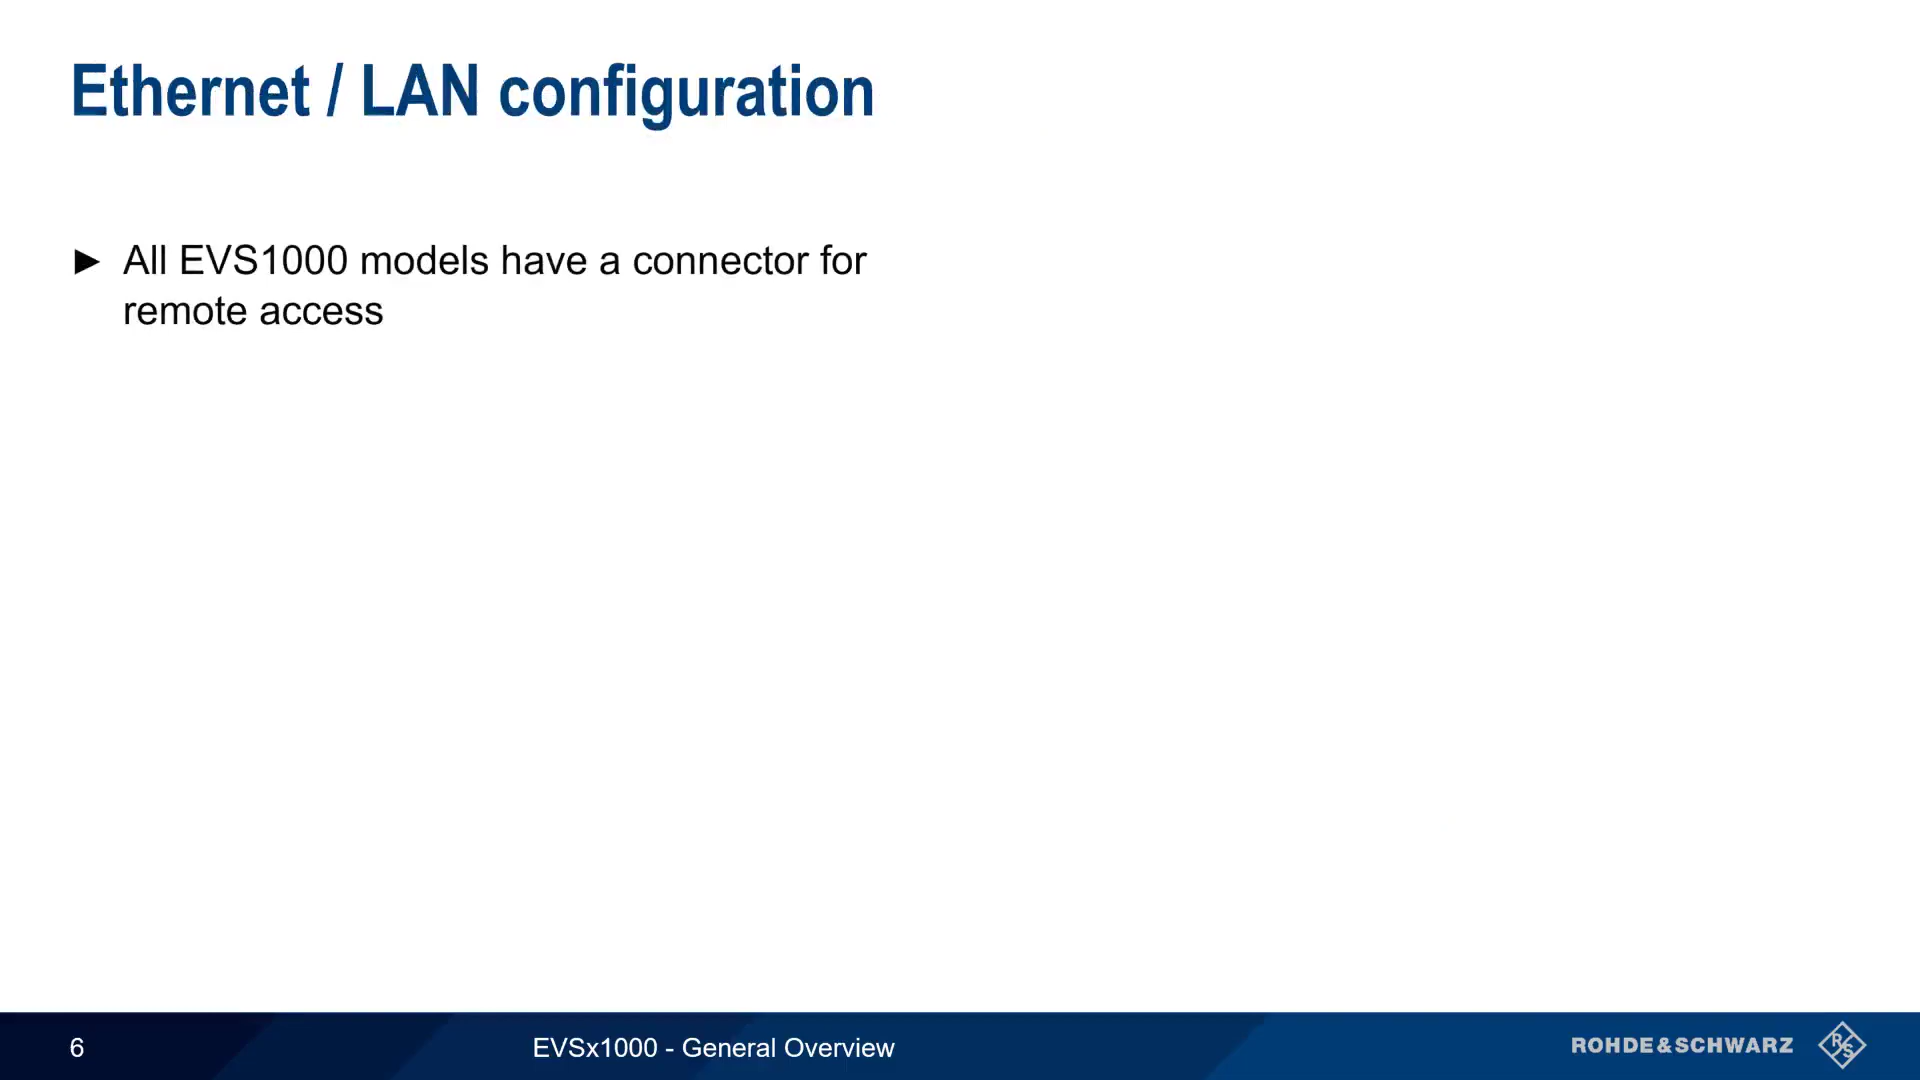 Ethernet / LAN configuration
► All EVS1000 models have a connector for
remote access
6
EVSx1000 - General Overview
ROHDE&SCHWARZ
R
S